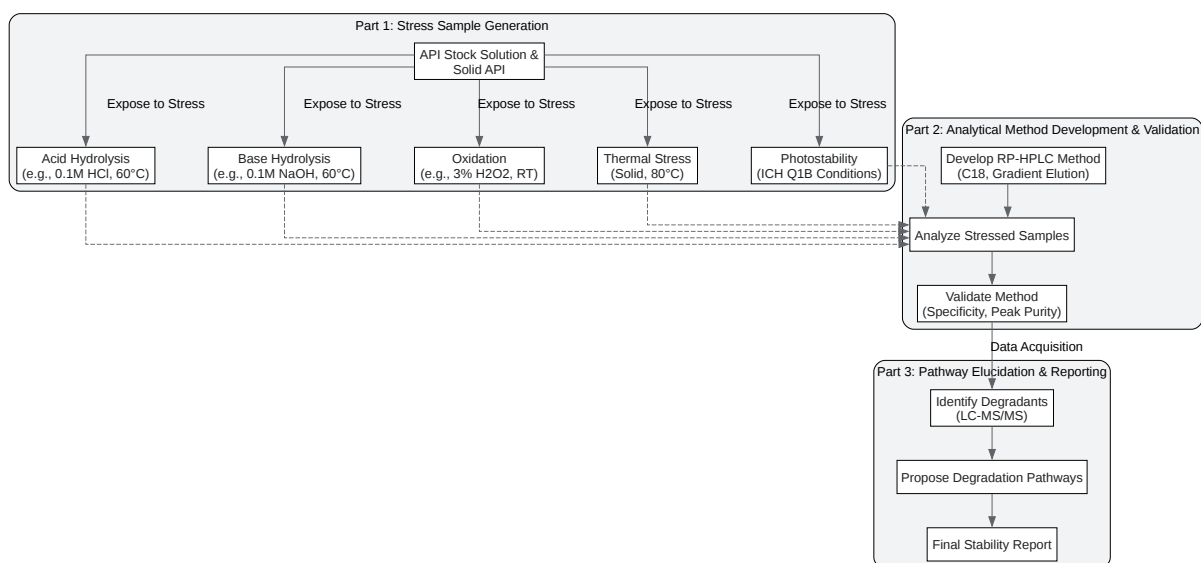 Part 1: Stress Sample Generation
API Stock Solution &
Solid API
Expose to Stress
Expose to Stress
Expose to Stress
Expose to Stress
Expose to Stress
Acid Hydrolysis
(e.g., 0.1M HCl, 60°C)
Base Hydrolysis
(e.g., 0.1M NaOH, 60°C)
Oxidation
(e.g., 3% H2O2, RT)
Thermal Stress
(Solid, 80°C)
Photostability
(ICH Q1B Conditions)
Part 2: Analytical Method Development & Validation
Develop RP-HPLC Method
(C18, Gradient Elution)
Analyze Stressed Samples
Validate Method
(Specificity, Peak Purity)
Data Acquisition
Part 3: Pathway Elucidation & Reporting
Identify Degradants
(LC-MS/MS)
Propose Degradation Pathways
Final Stability Report